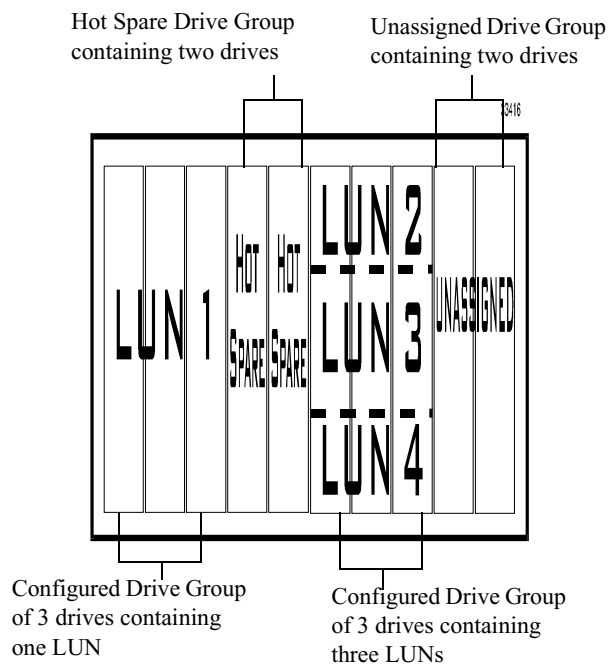 Hot Spare Drive Group
containing two drives
Unassigned Drive Group
containing two drives
LUN 1
HOT
SPARE
HOT
SPARE
LUN 2
LUN 3
LUN 4
UNASSIGNED
Configured Drive Group
of 3 drives containing
one LUN
Configured Drive Group
of 3 drives containing
three LUNs